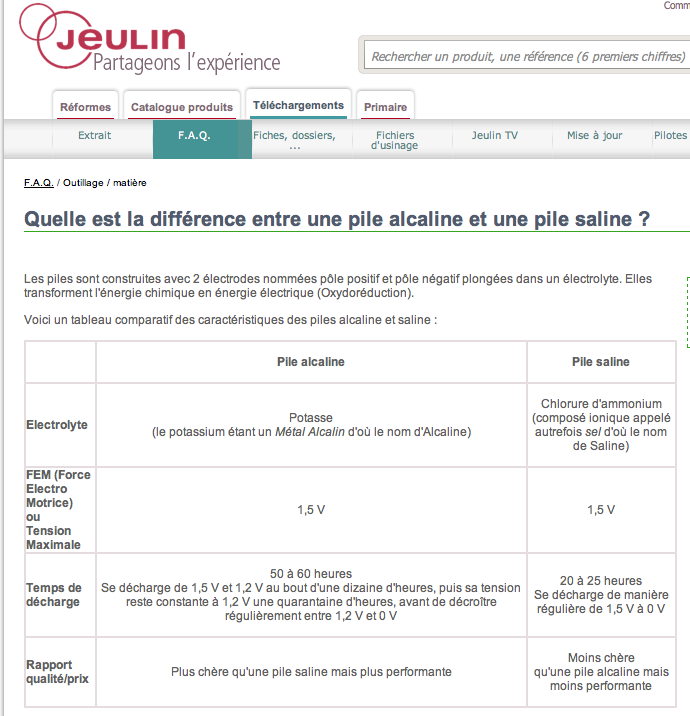 Comm
JEULIN
Partageons l'expérience
Rechercher un produit, une référence (6 premiers chiffres)
Réformes
Catalogue produits
Téléchargements
Primaire
Extrait
F.A.Q.
Fiches, dossiers,
...
Fichiers
d'usinage
Jeulin TV
Mise à jour
Pilotes
F.A.Q. / Outillage / matière
Quelle est la différence entre une pile alcaline et une pile saline ?
Les piles sont construites avec 2 électrodes nommées pôle positif et pôle négatif plongées dans un électrolyte. Elles
transforment l'énergie chimique en énergie électrique (Oxydoréduction).
Voici un tableau comparatif des caractéristiques des piles alcaline et saline :
Pile alcaline
Pile saline
Electrolyte
Potasse
(le potassium étant un Métal Alcalin d'où le nom d'Alcaline)
Chlorure d'ammonium
(composé ionique appelé
autrefois sel d'où le nom
de Saline)
FEM (Force
Electro
Motrice)
ou
Tension
Maximale
1,5 V
1,5 V
Temps de
décharge
50 à 60 heures
Se décharge de 1,5 V et 1,2 V au bout d'une dizaine d'heures, puis sa tension
reste constante à 1,2 V une quarantaine d'heures, avant de décroître
régulièrement entre 1,2 V et 0 V
20 à 25 heures
Se décharge de manière
régulière de 1,5 V à 0 V
Rapport
qualité/prix
Plus chère qu'une pile saline mais plus performante
Moins chère
qu'une pile alcaline mais
moins performante